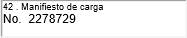 42 . Manifiesto de carga
No. 2278729